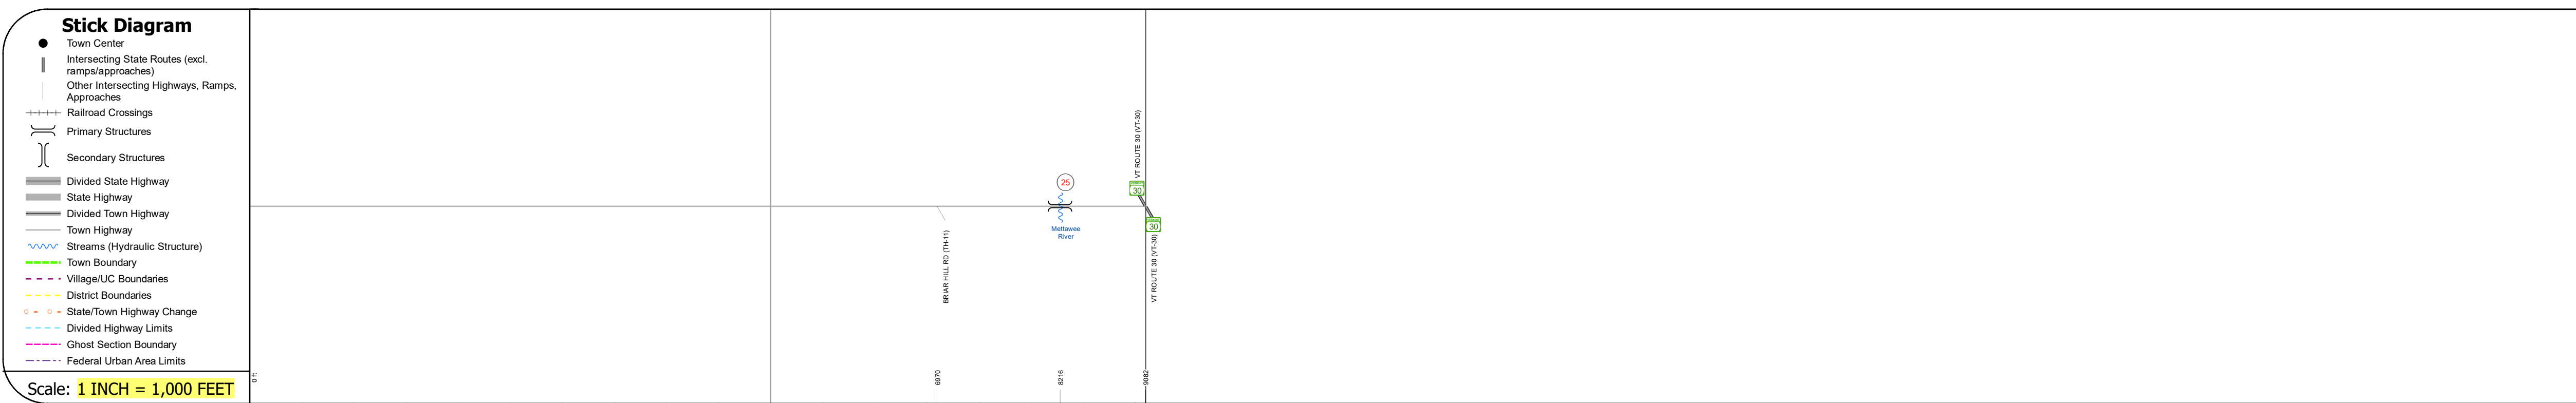 Stick Diagram
Town Center
Intersecting State Routes (excl.
ramps/approaches)
Other Intersecting Highways, Ramps,
Approaches
Railroad Crossings
Primary Structures
Secondary Structures
Divided State Highway
State Highway
Divided Town Highway
Town Highway
Streams (Hydraulic Structure)
Town Boundary
Village/UC Boundaries
District Boundaries
State/Town Highway Change
Divided Highway Limits
Ghost Section Boundary
Federal Urban Area Limits
Scale: 1 INCH = 1,000 FEET
0 ft
BRIAR HILL RD (TH-11)
6970
25
Mettawee
River
8216
VT ROUTE 30 (VT-30)
30
30
VT ROUTE 30 (VT-30)
9082